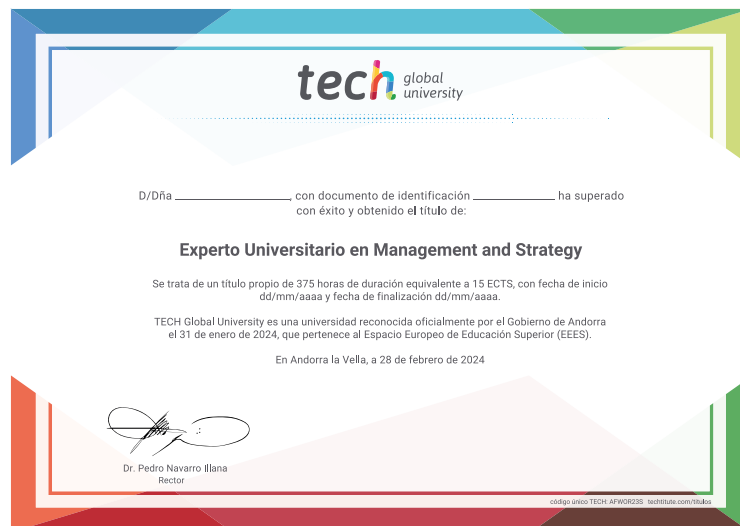 tech global university
D/Dña ____________, con documento de identificación ____________ ha superado
con éxito y obtenido el título de:
Experto Universitario en Management and Strategy
Se trata de un título propio de 375 horas de duración equivalente a 15 ECTS, con fecha de inicio
dd/mm/aaaa y fecha de finalización dd/mm/aaaa.
TECH Global University es una universidad reconocida oficialmente por el Gobierno de Andorra
el 31 de enero de 2024, que pertenece al Espacio Europeo de Educación Superior (EEES).
En Andorra la Vella, a 28 de febrero de 2024
Dr. Pedro Navarro Illana
Rector
código único TECH: AFWOR23S techtitute.com/titulos